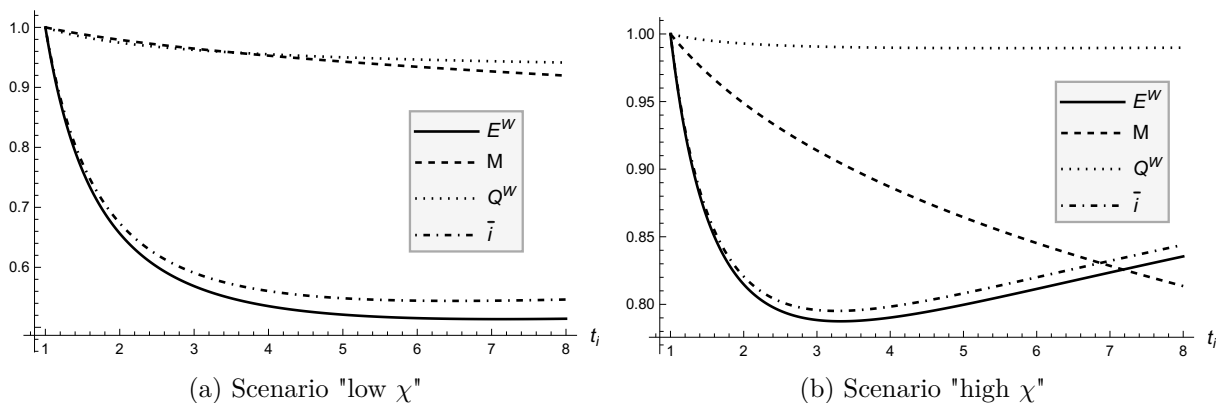 1.0
0.9
0.8
0.7
0.6
1 2 3 4 5 6 7 8
t_i
E^W
M
Q^W
i̅
(a) Scenario "low χ"
1.00
0.95
0.90
0.85
0.80
1 2 3 4 5 6 7 8
t_i
E^W
M
Q^W
i̅
(b) Scenario "high χ"